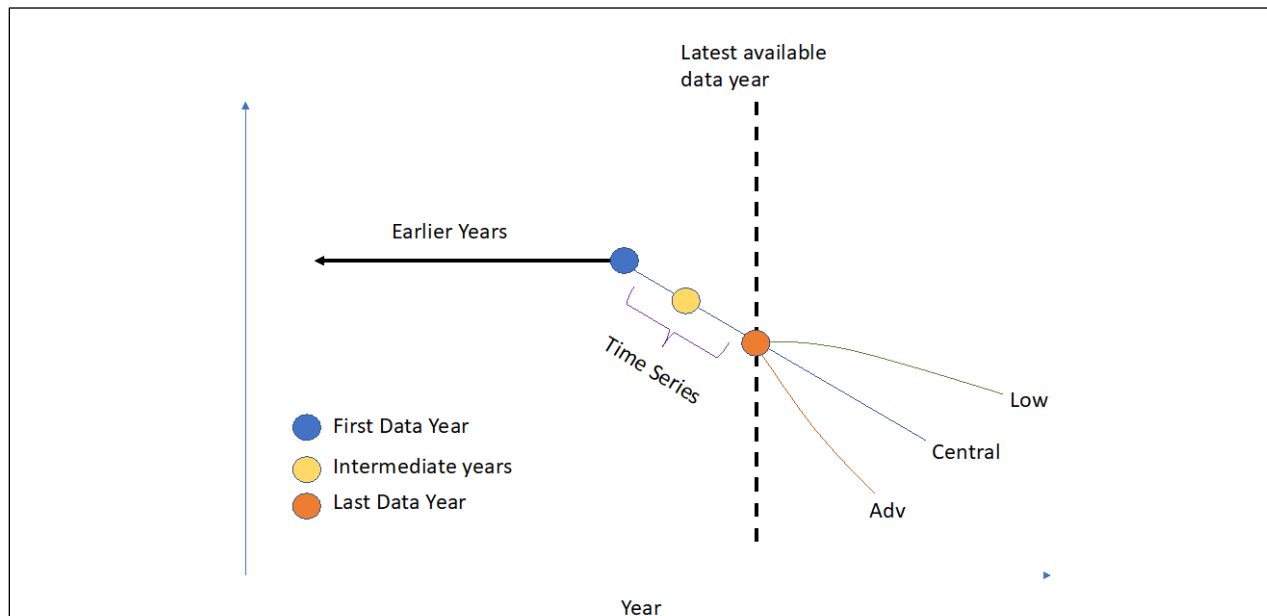 Latest available
data year
Earlier Years
Time Series
Low
First Data Year
Central
Intermediate years
Last Data Year
Adv
Year